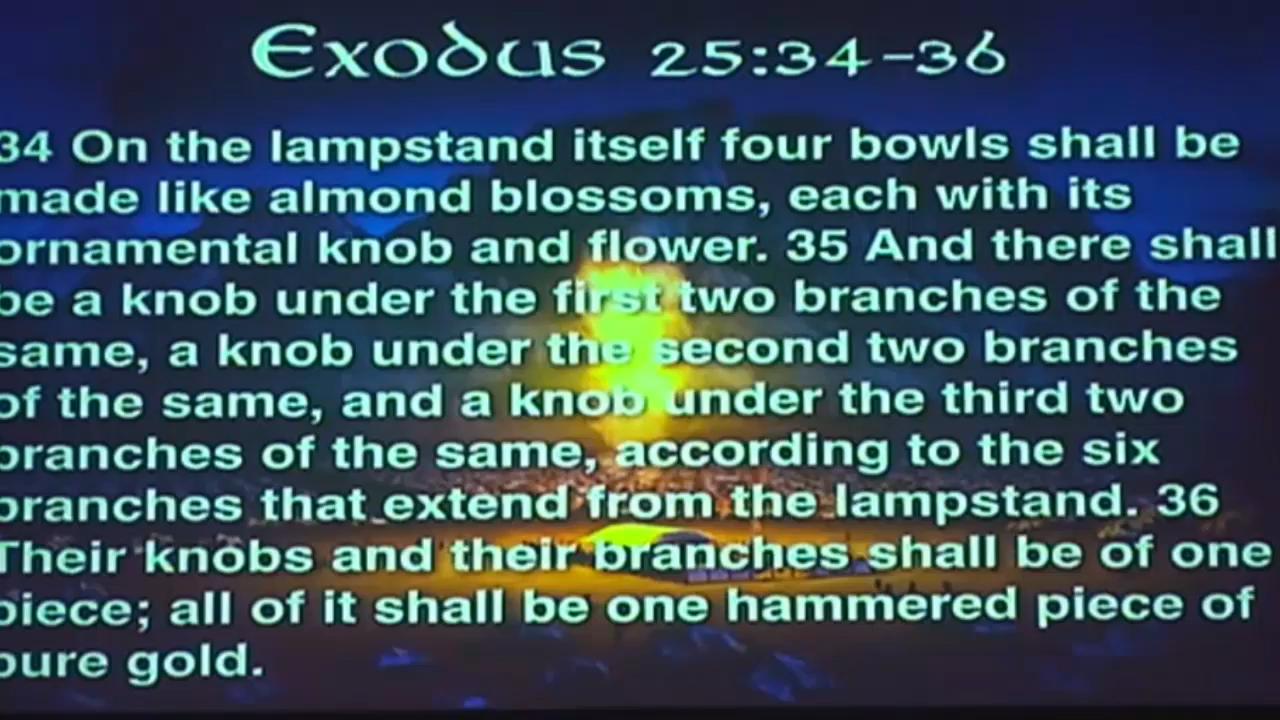 Exodus 25:34-36
34 On the lampstand itself four bowls shall be
made like almond blossoms, each with its
ornamental knob and flower. 35 And there shall
be a knob under the first two branches of the
same, a knob under the second two branches
of the same, and a knob under the third two
branches of the same, according to the six
branches that extend from the lampstand. 36
Their knobs and their branches shall be of one
piece; all of it shall be one hammered piece of
pure gold.